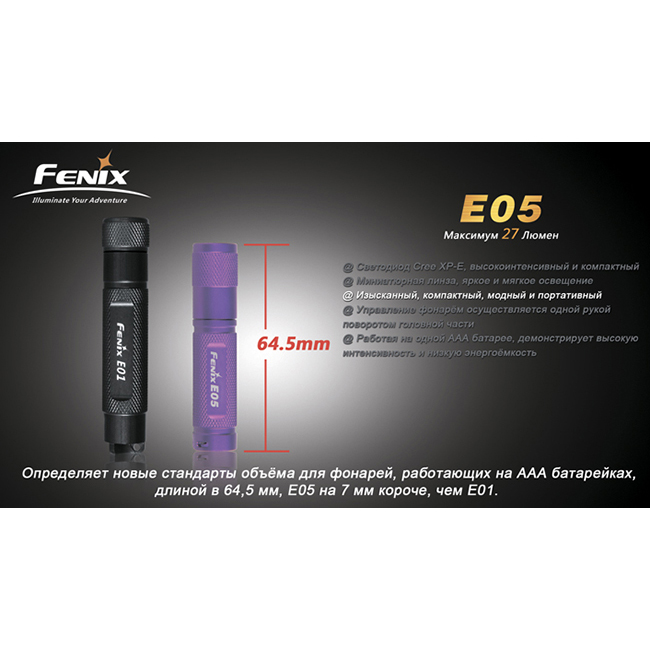 FENIX
Illuminate Your Adventure
E05
Максимум 27 Люмен
@ Светодиод Cree XP-E, высокоинтенсивный и компактный
@ Миниатюрная линза, яркое и мягкое освещение
@ Изысканный, компактный, модный и портативный
@ Управление фонарём осуществляется одной рукой
поворотом головной части
@ Работая на одной ААА батарее, демонстрирует высокую
интенсивность и низкую энергоёмкость
FENIX E01
FENIX E05
64.5mm
Определяет новые стандарты объёма для фонарей, работающих на ААА батарейках,
длиной в 64,5 мм, E05 на 7 мм короче, чем E01.